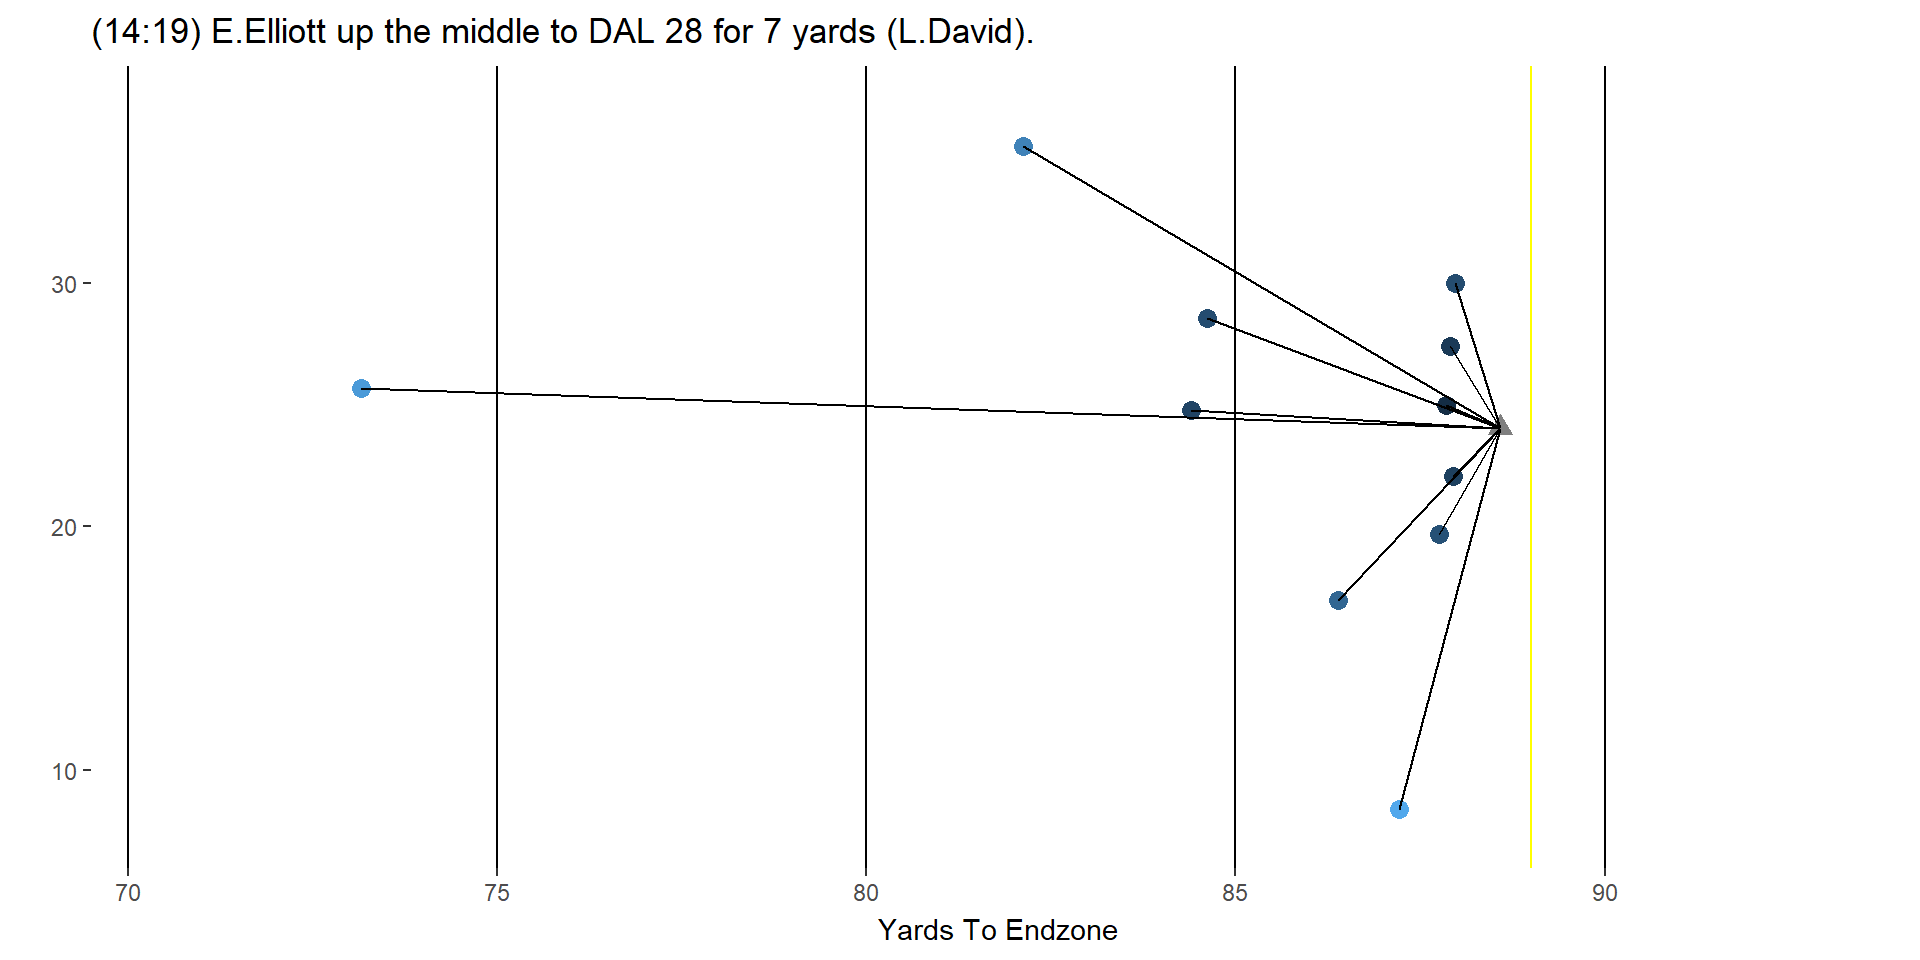 (14:19) E.Elliott up the middle to DAL 28 for 7 yards (L.David).
30
20
10
70 75 80 85 90
Yards To Endzone